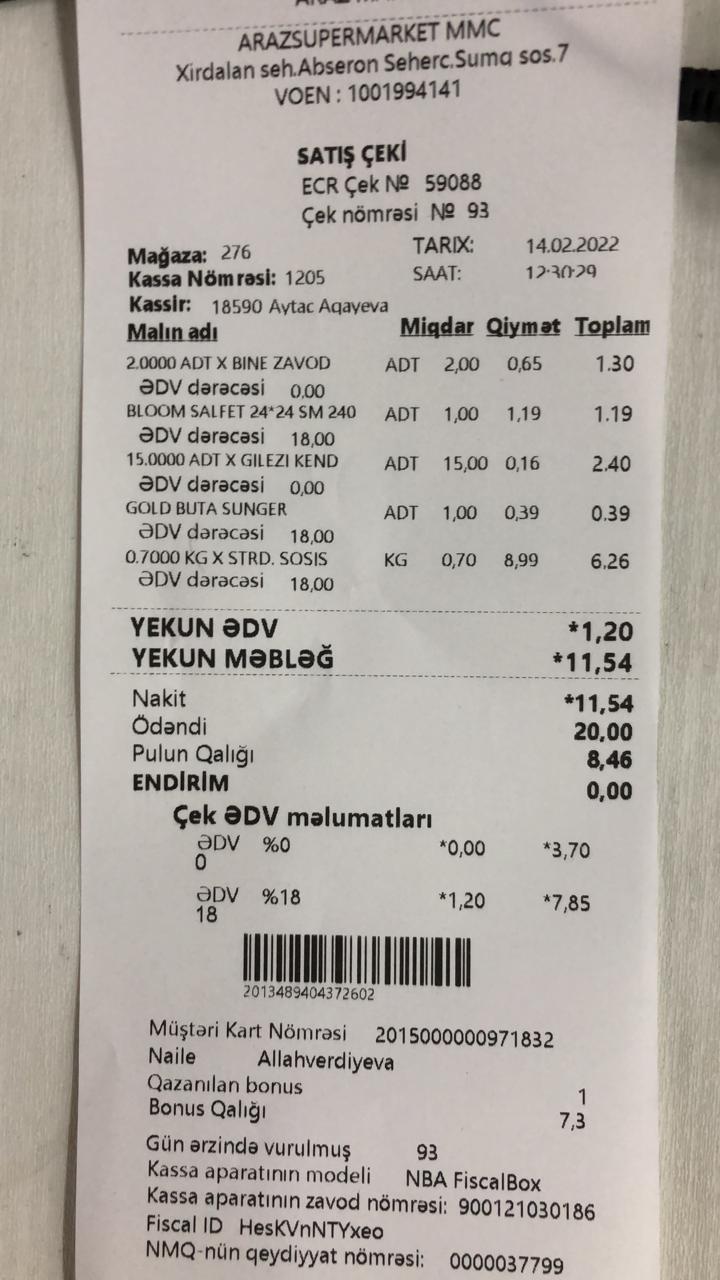 ARAZSUPERMARKET MMC
Xirdalan seh.Abseron Seherc.Sumq sos.7
VOEN : 1001994141
SATIŞ ÇEKİ
ECR Çek № 59088
Çek nömrəsi № 93
Mağaza: 276 TARIX: 14.02.2022
Kassa Nömrəsi: 1205 SAAT: 12:30:29
Kassir: 18590 Aytac Aqayeva
Malın adı Miqdar Qiymət Toplam
2.0000 ADT X BINE ZAVOD ADT 2,00 0,65 1.30
ƏDV dərəcəsi 0,00
BLOOM SALFET 24*24 SM 240 ADT 1,00 1,19 1.19
ƏDV dərəcəsi 18,00
15.0000 ADT X GILEZI KEND ADT 15,00 0,16 2.40
ƏDV dərəcəsi 0,00
GOLD BUTA SUNGER ADT 1,00 0,39 0.39
ƏDV dərəcəsi 18,00
0.7000 KG X STRD. SOSIS KG 0,70 8,99 6.26
ƏDV dərəcəsi 18,00
YEKUN ƏDV *1,20
YEKUN MƏBLƏĞ *11,54
Nakit *11,54
Ödəndi 20,00
Pulun Qalığı 8,46
ENDİRİM 0,00
Çek ƏDV məlumatları
ƏDV %0 *0,00 *3,70
0
ƏDV %18 *1,20 *7,85
18
2013489404372602
Müştəri Kart Nömrəsi 2015000000971832
Naile Allahverdiyeva
Qazanılan bonus 1
Bonus Qalığı 7,3
Gün ərzində vurulmuş 93
Kassa aparatının modeli NBA FiscalBox
Kassa aparatının zavod nömrəsi: 900121030186
Fiscal ID HesKVnNTYxeo
NMQ-nün qeydiyyat nömrəsi: 0000037799